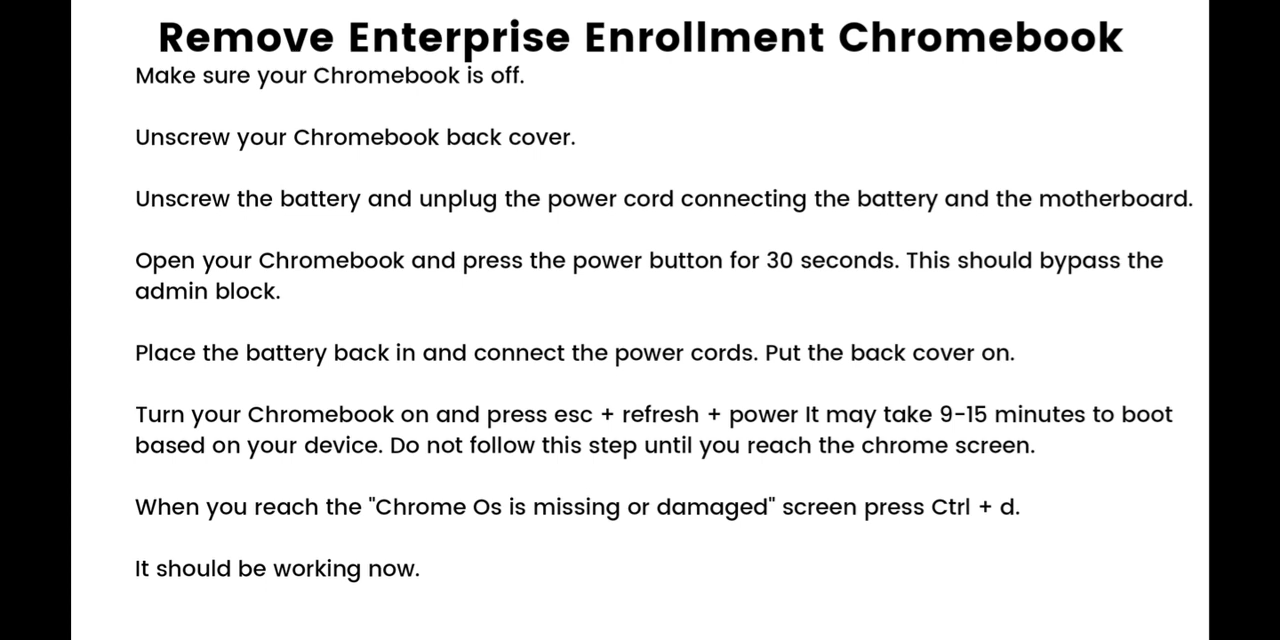 Remove Enterprise Enrollment Chromebook
Make sure your Chromebook is off.
Unscrew your Chromebook back cover.
Unscrew the battery and unplug the power cord connecting the battery and the motherboard.
Open your Chromebook and press the power button for 30 seconds. This should bypass the
admin block.
Place the battery back in and connect the power cords. Put the back cover on.
Turn your Chromebook on and press esc + refresh + power It may take 9-15 minutes to boot
based on your device. Do not follow this step until you reach the chrome screen.
When you reach the "Chrome Os is missing or damaged" screen press Ctrl + d.
It should be working now.